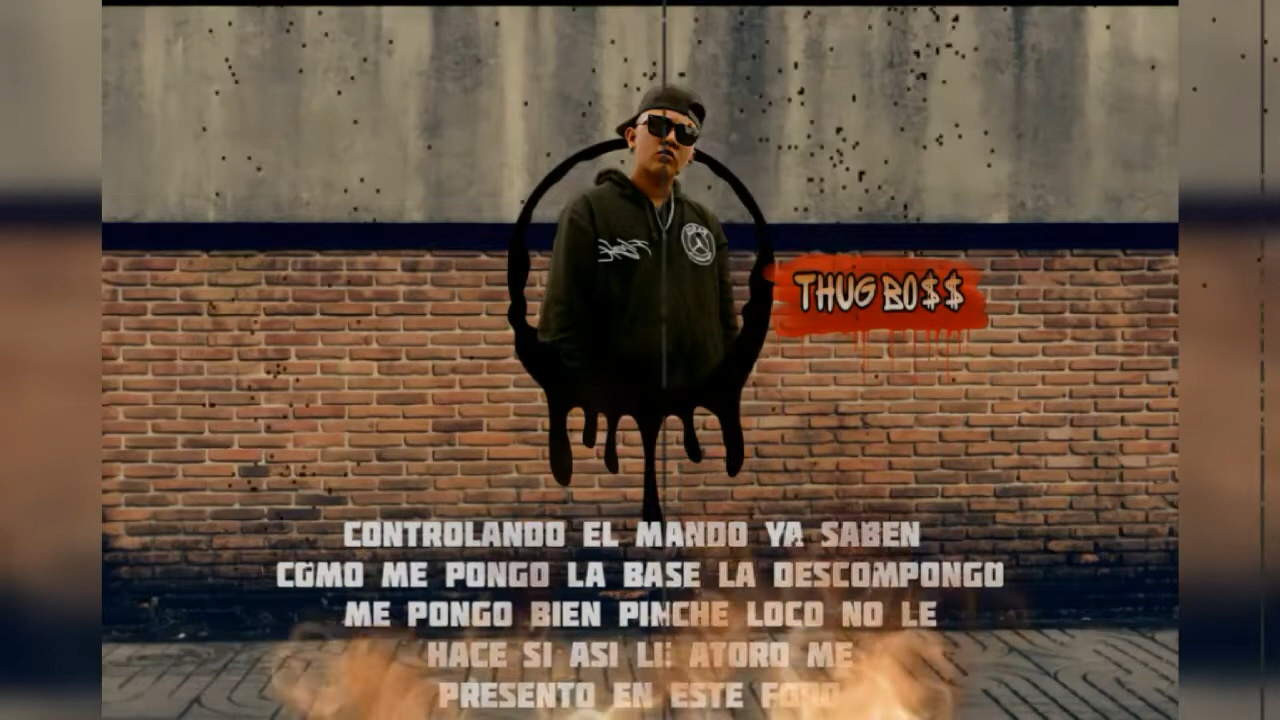 THUG BO$$
CONTROLANDO EL MANDO YA SABEN
COMO ME PONGO LA BASE LA DESCOMPONGO
ME PONGO BIEN PINCHE LOCO NO LE
HACE SI ASI LE ATORO ME
PRESENTO EN ESTE FORO